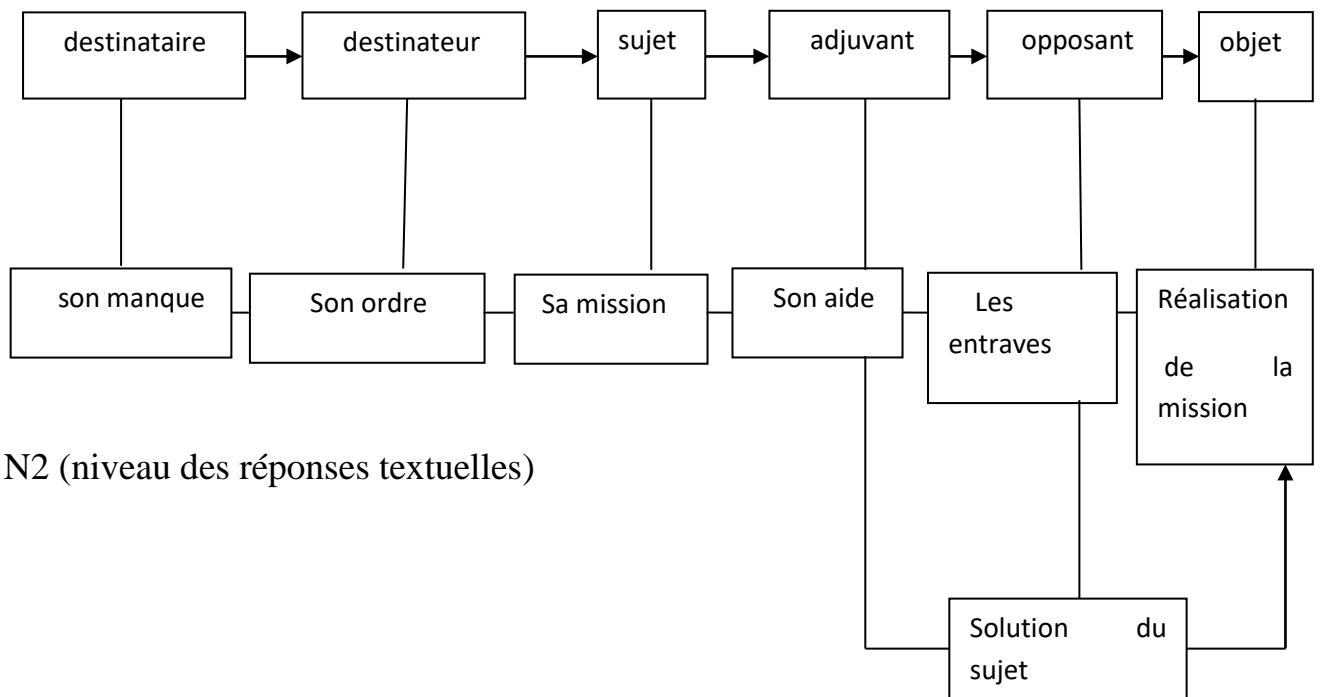 destinataire
destinateur
sujet
adjuvant
opposant
objet
son manque
Son ordre
Sa mission
Son aide
Les
entraves
Réalisation
de la
mission
N2 (niveau des réponses textuelles)
Solution du
sujet